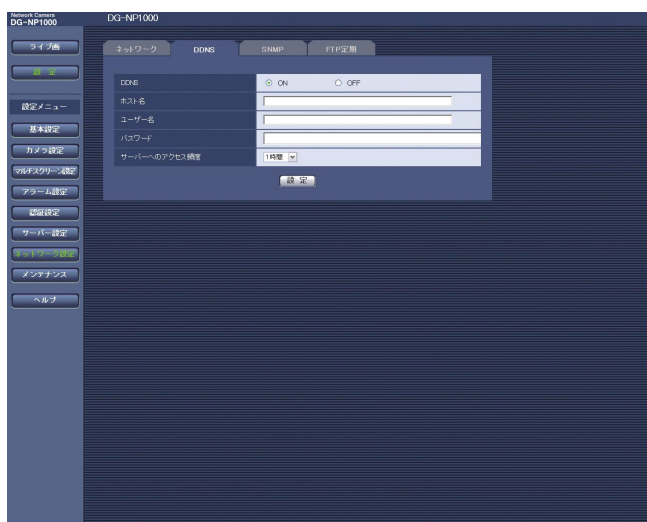 Network Camera
DG-NP1000
DG-NP1000
ライブ画
設 定
設定メニュー
基本設定
カメラ設定
マルチスクリーン設定
アラーム設定
認証設定
サーバー設定
ネットワーク設定
メンテナンス
ヘルプ
ネットワーク DDNS SNMP FTP定期
DDNS ON OFF
ホスト名
ユーザー名
パスワード
サーバーへのアクセス頻度 1時間
設 定